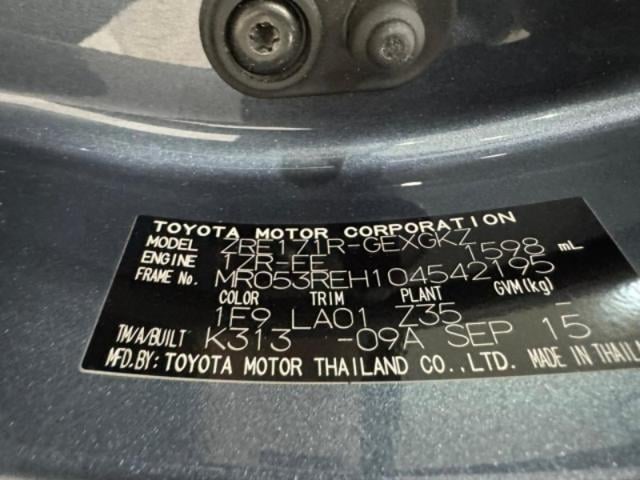 TOYOTA MOTOR CORPORATION
MODEL ZRE171R-GEXGKZ
ENGINE 1ZR-FE 1598 mL
FRAME No. MR053REH104542195
COLOR TRIM PLANT GVM(kg)
1F9 LA01 Z35 -
TM/A/BUILT K313 -09A SEP 15
MFD.BY: TOYOTA MOTOR THAILAND CO.,LTD. MADE IN THAIL